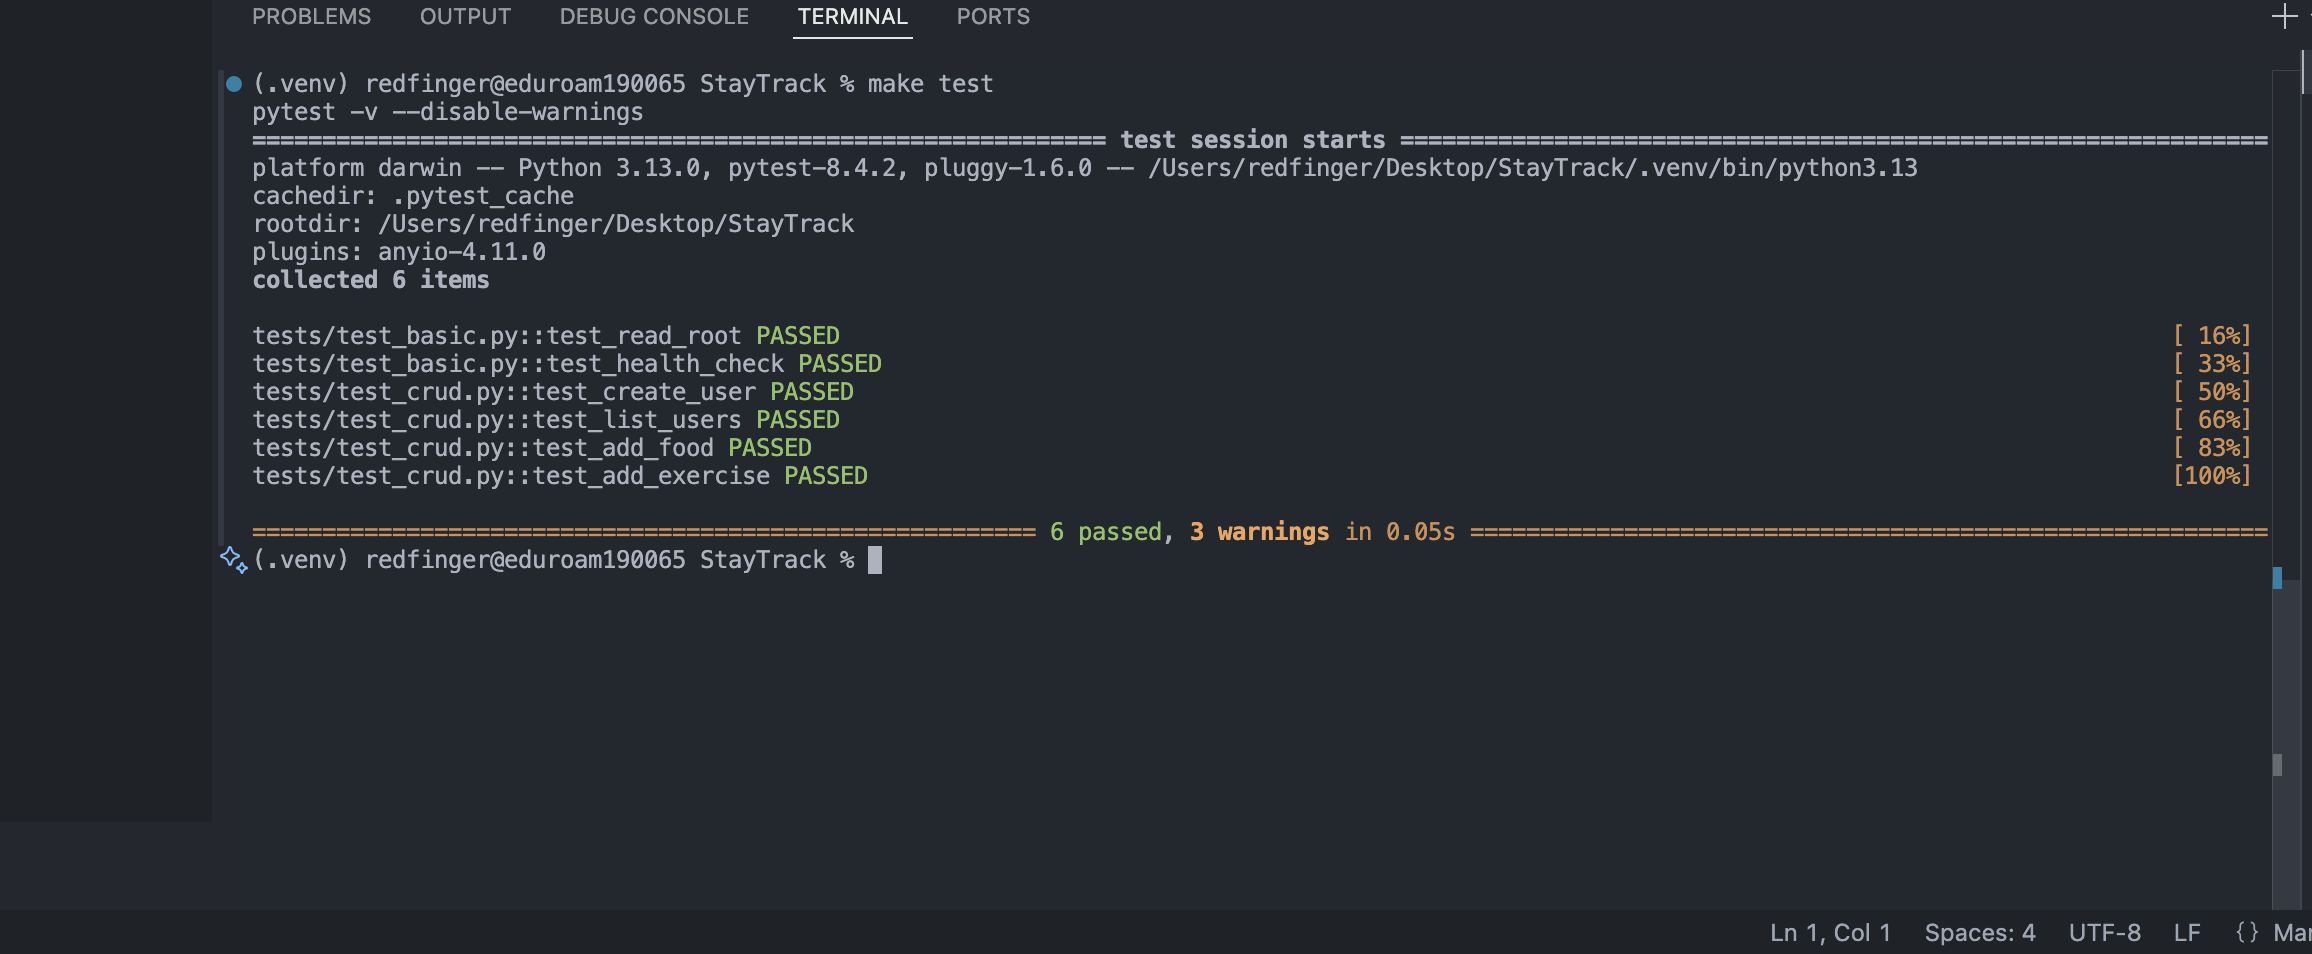 PROBLEMS OUTPUT DEBUG CONSOLE TERMINAL PORTS
(.venv) redfinger@eduroam190065 StayTrack % make test
pytest -v --disable-warnings
============================================================= test session starts ==============================================================
platform darwin -- Python 3.13.0, pytest-8.4.2, pluggy-1.6.0 -- /Users/redfinger/Desktop/StayTrack/.venv/bin/python3.13
cachedir: .pytest_cache
rootdir: /Users/redfinger/Desktop/StayTrack
plugins: anyio-4.11.0
collected 6 items
tests/test_basic.py::test_read_root PASSED [ 16%]
tests/test_basic.py::test_health_check PASSED [ 33%]
tests/test_crud.py::test_create_user PASSED [ 50%]
tests/test_crud.py::test_list_users PASSED [ 66%]
tests/test_crud.py::test_add_food PASSED [ 83%]
tests/test_crud.py::test_add_exercise PASSED [100%]
======================================================== 6 passed, 3 warnings in 0.05s =========================================================
(.venv) redfinger@eduroam190065 StayTrack %
Ln 1, Col 1 Spaces: 4 UTF-8 LF {}